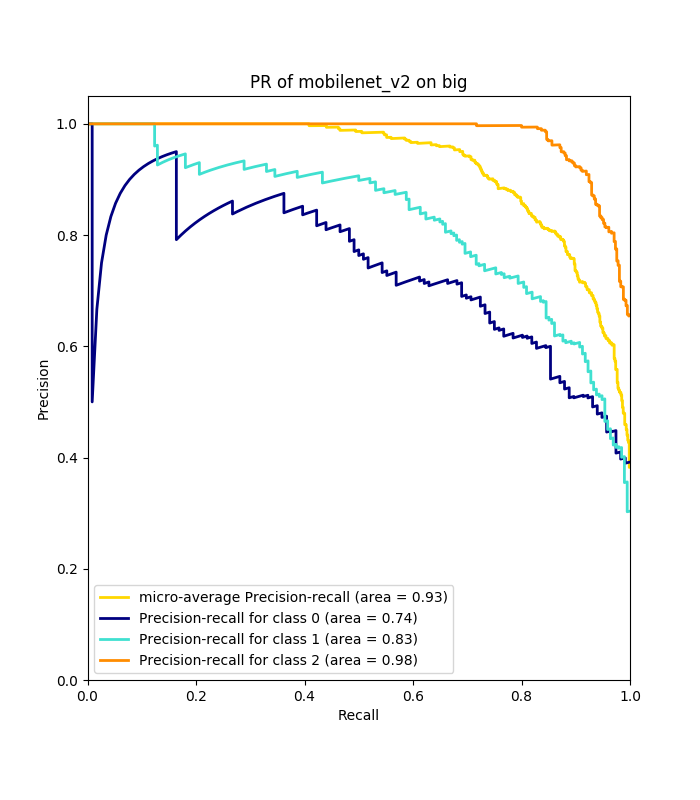 PR of mobilenet_v2 on big
1.0
0.8
0.6
0.4
0.2
0.0
Precision
micro-average Precision-recall (area = 0.93)
Precision-recall for class 0 (area = 0.74)
Precision-recall for class 1 (area = 0.83)
Precision-recall for class 2 (area = 0.98)
0.0 0.2 0.4 0.6 0.8 1.0
Recall